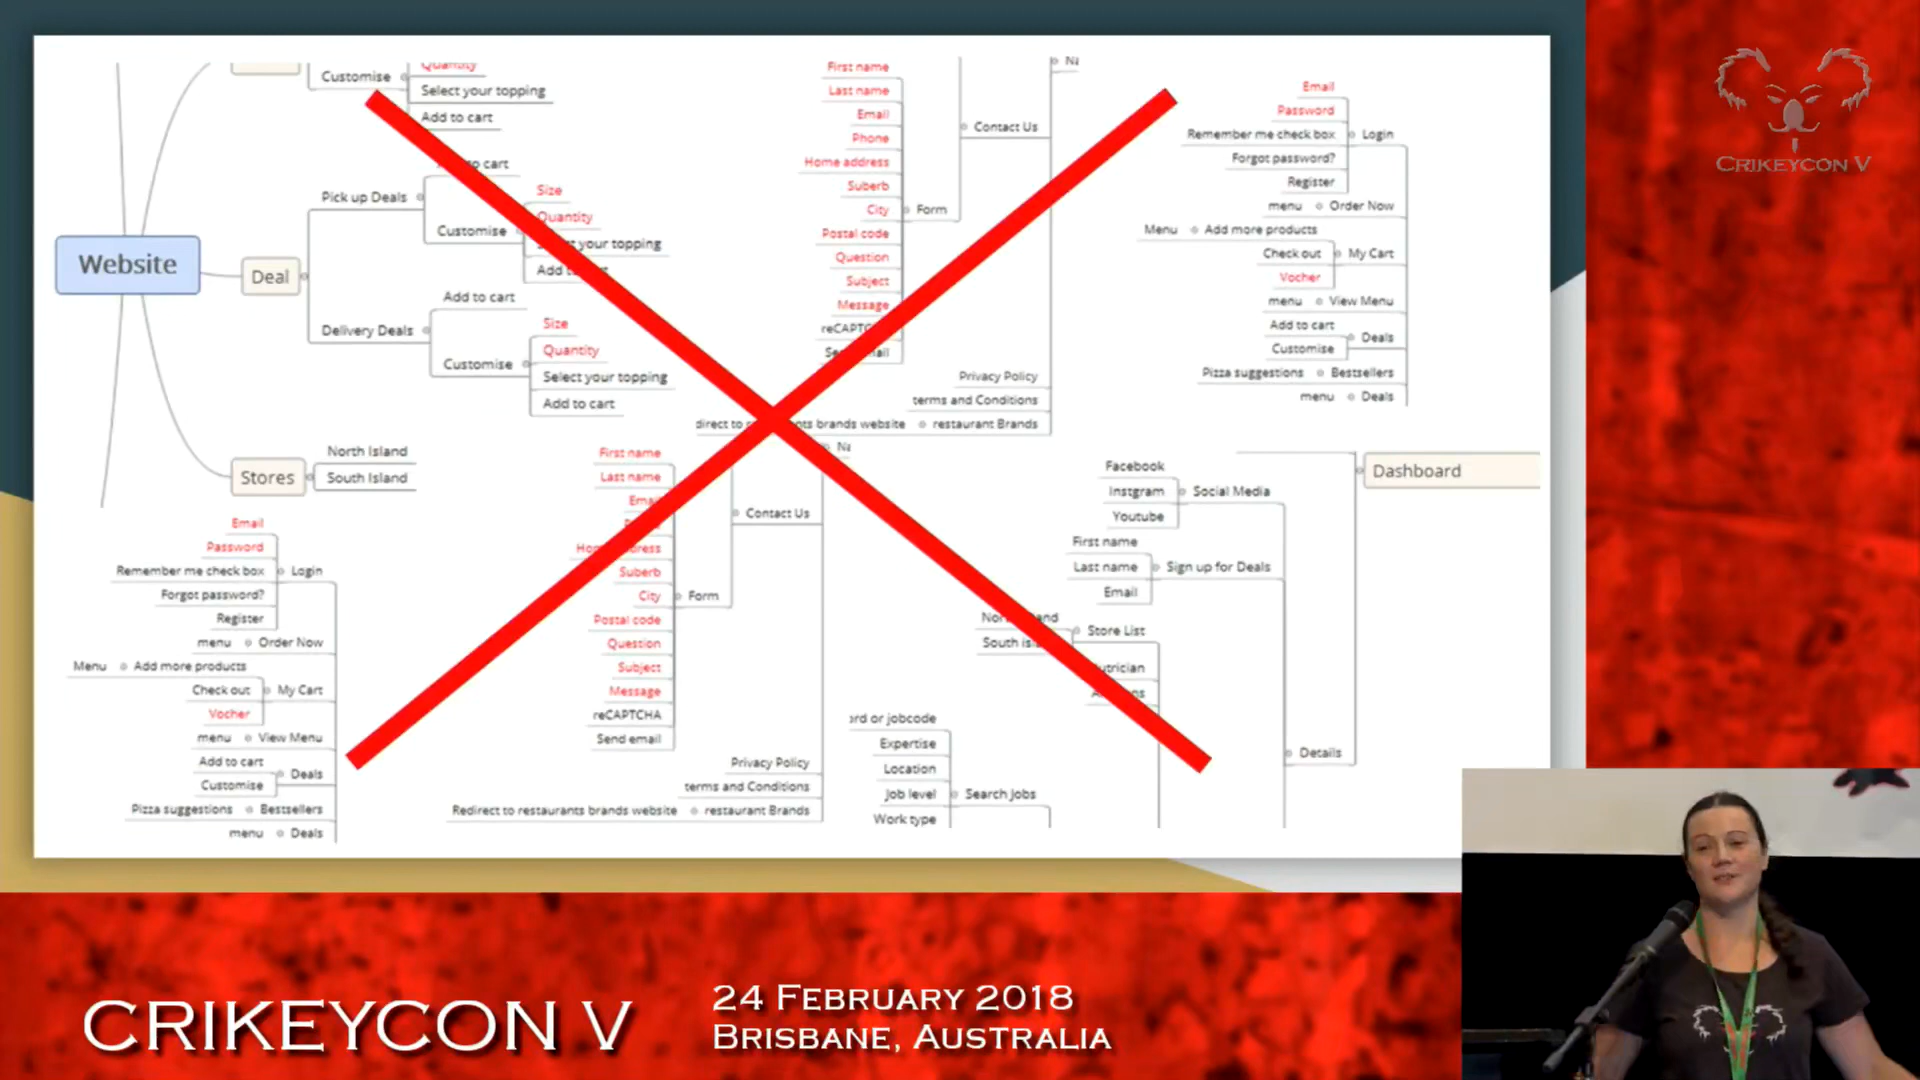 Customise
Quantity
Select your topping
Add to cart
to cart
Pick up Deals
Customise
Size
Quantity
your topping
Add
Website
Deal
Add to cart
Delivery Deals
Customise
Size
Quantity
Select your topping
Add to cart
Stores
North Island
South Island
First name
Last name
Email
Phone
Home address
Suberb
City
Postal code
Question
Subject
Message
Form
Contact Us
Privacy Policy
terms and Conditions
brands website
restaurant Brands
Email
Password
Remember me check box
Forgot password?
Register
Login
menu
Order Now
Menu
Add more products
Check out
Vocher
My Cart
menu
View Menu
Add to cart
Customise
Deals
Pizza suggestions
Bestsellers
menu
Deals
Email
Password
Remember me check box
Forgot password?
Register
Login
menu
Order Now
Menu
Add more products
Check out
Vocher
My Cart
menu
View Menu
Add to cart
Customise
Deals
Pizza suggestions
Bestsellers
menu
Deals
First name
Last name
Suberb
City
Postal code
Question
Subject
Message
reCAPTCHA
Send email
Form
Contact Us
Privacy Policy
terms and Conditions
Redirect to restaurants brands website
restaurant Brands
Dashboard
Facebook
Instgram
Youtube
Social Media
First name
Last name
Email
Sign up for Deals
Store List
Details
or jobcode
Expertise
Location
Job level
Work type
Search Jobs
CRIKEYCON V
CRIKEYCON V
24 FEBRUARY 2018
BRISBANE, AUSTRALIA